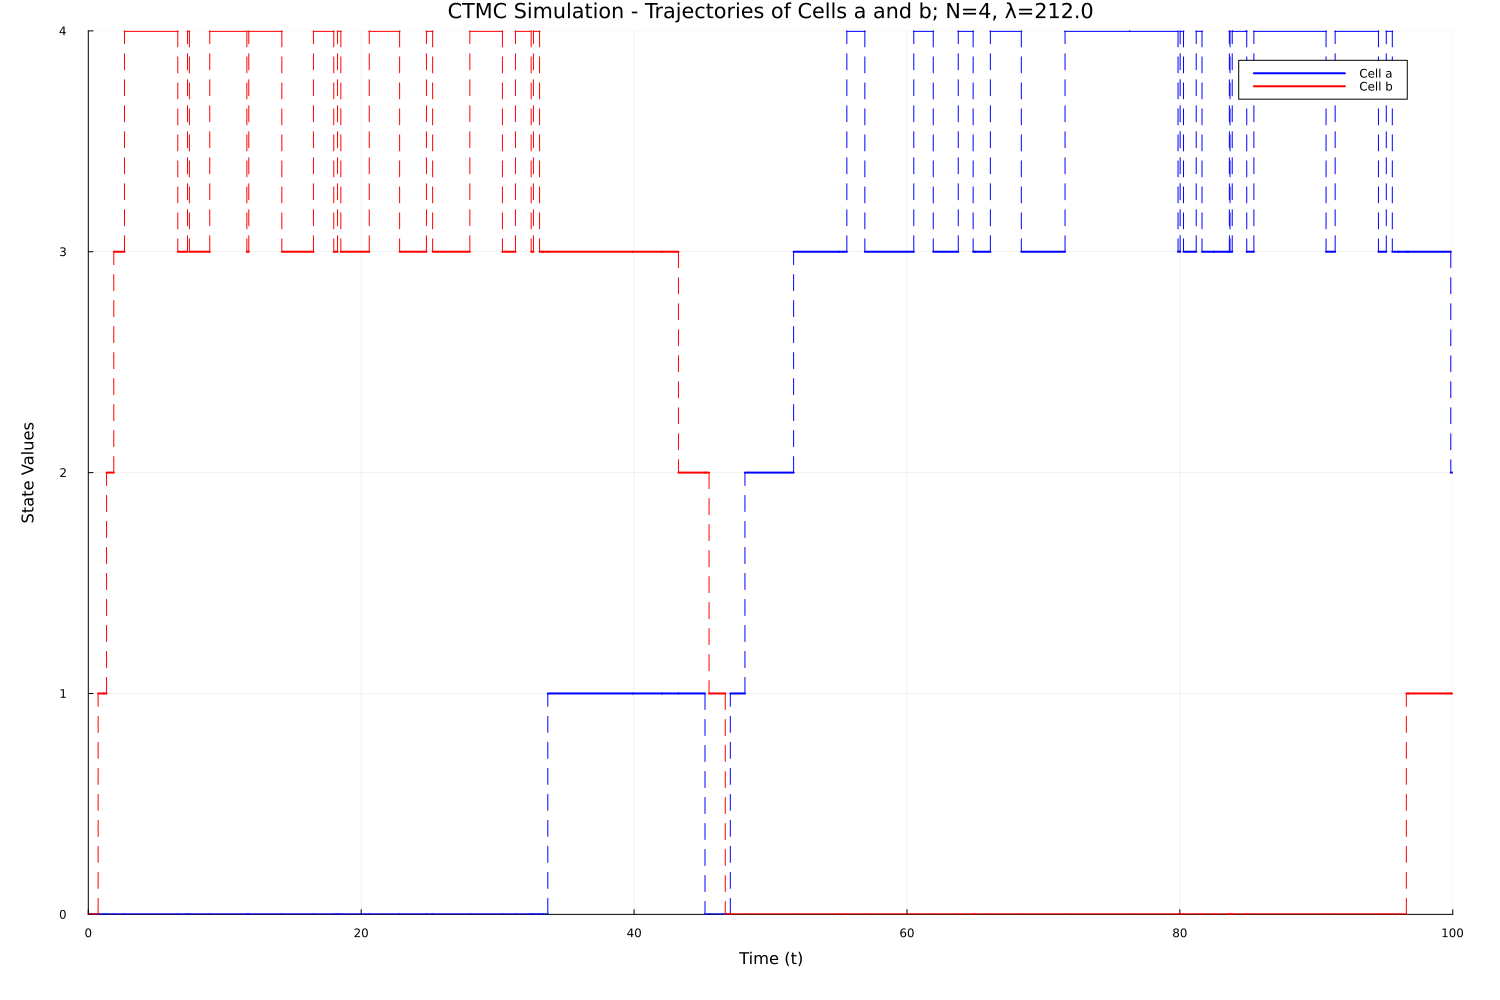 CTMC Simulation - Trajectories of Cells a and b; N=4, λ=212.0
4
3
2
1
0
State Values
Cell a
Cell b
0 20 40 60 80 100
Time (t)